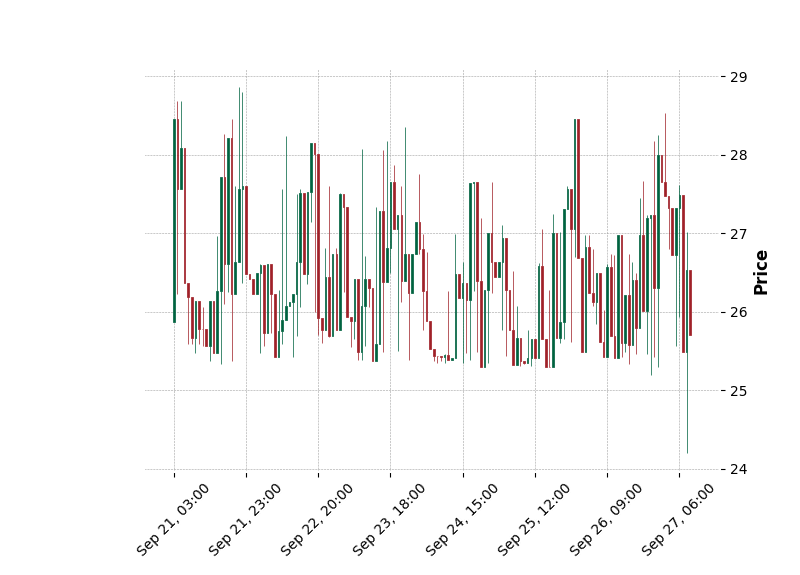 29
28
27
26
25
24
Price
Sep 21, 03:00
Sep 21, 23:00
Sep 22, 20:00
Sep 23, 18:00
Sep 24, 15:00
Sep 25, 12:00
Sep 26, 09:00
Sep 27, 06:00